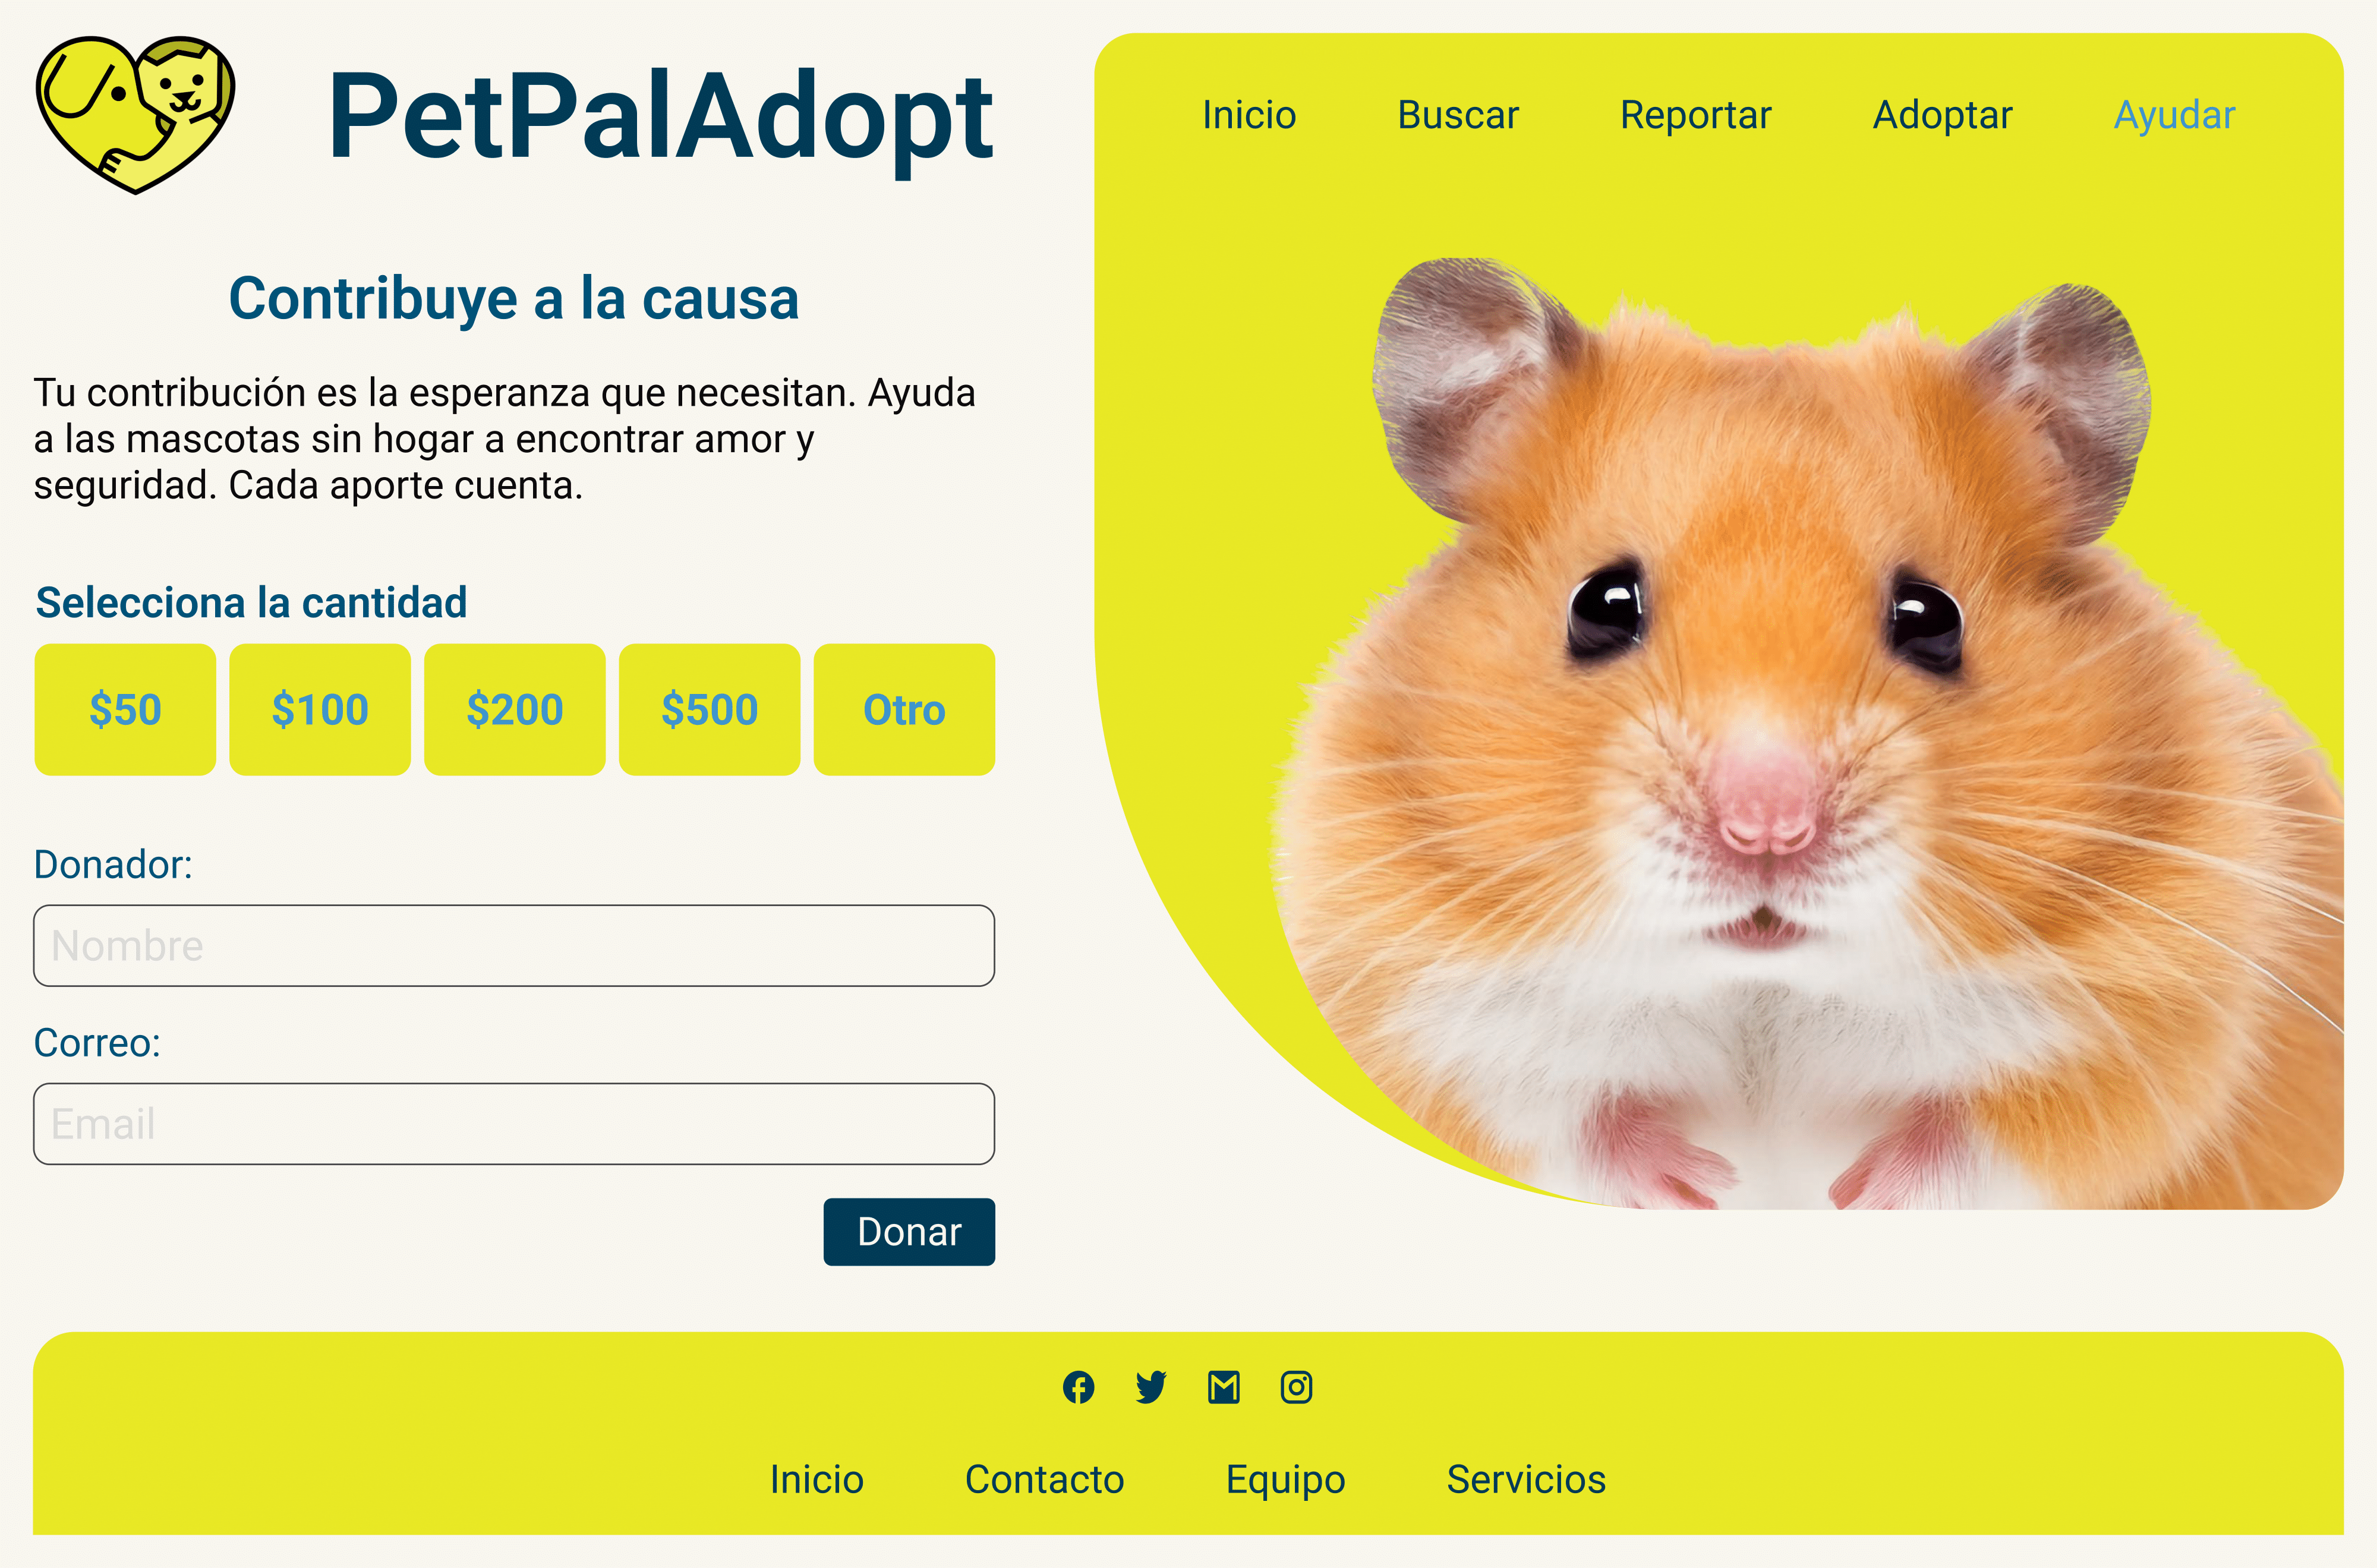 PetPalAdopt
Inicio Buscar Reportar Adoptar Ayudar
Contribuye a la causa
Tu contribución es la esperanza que necesitan. Ayuda
a las mascotas sin hogar a encontrar amor y
seguridad. Cada aporte cuenta.
Selecciona la cantidad
$50 $100 $200 $500 Otro
Donador:
Nombre
Correo:
Email
Donar
Inicio Contacto Equipo Servicios